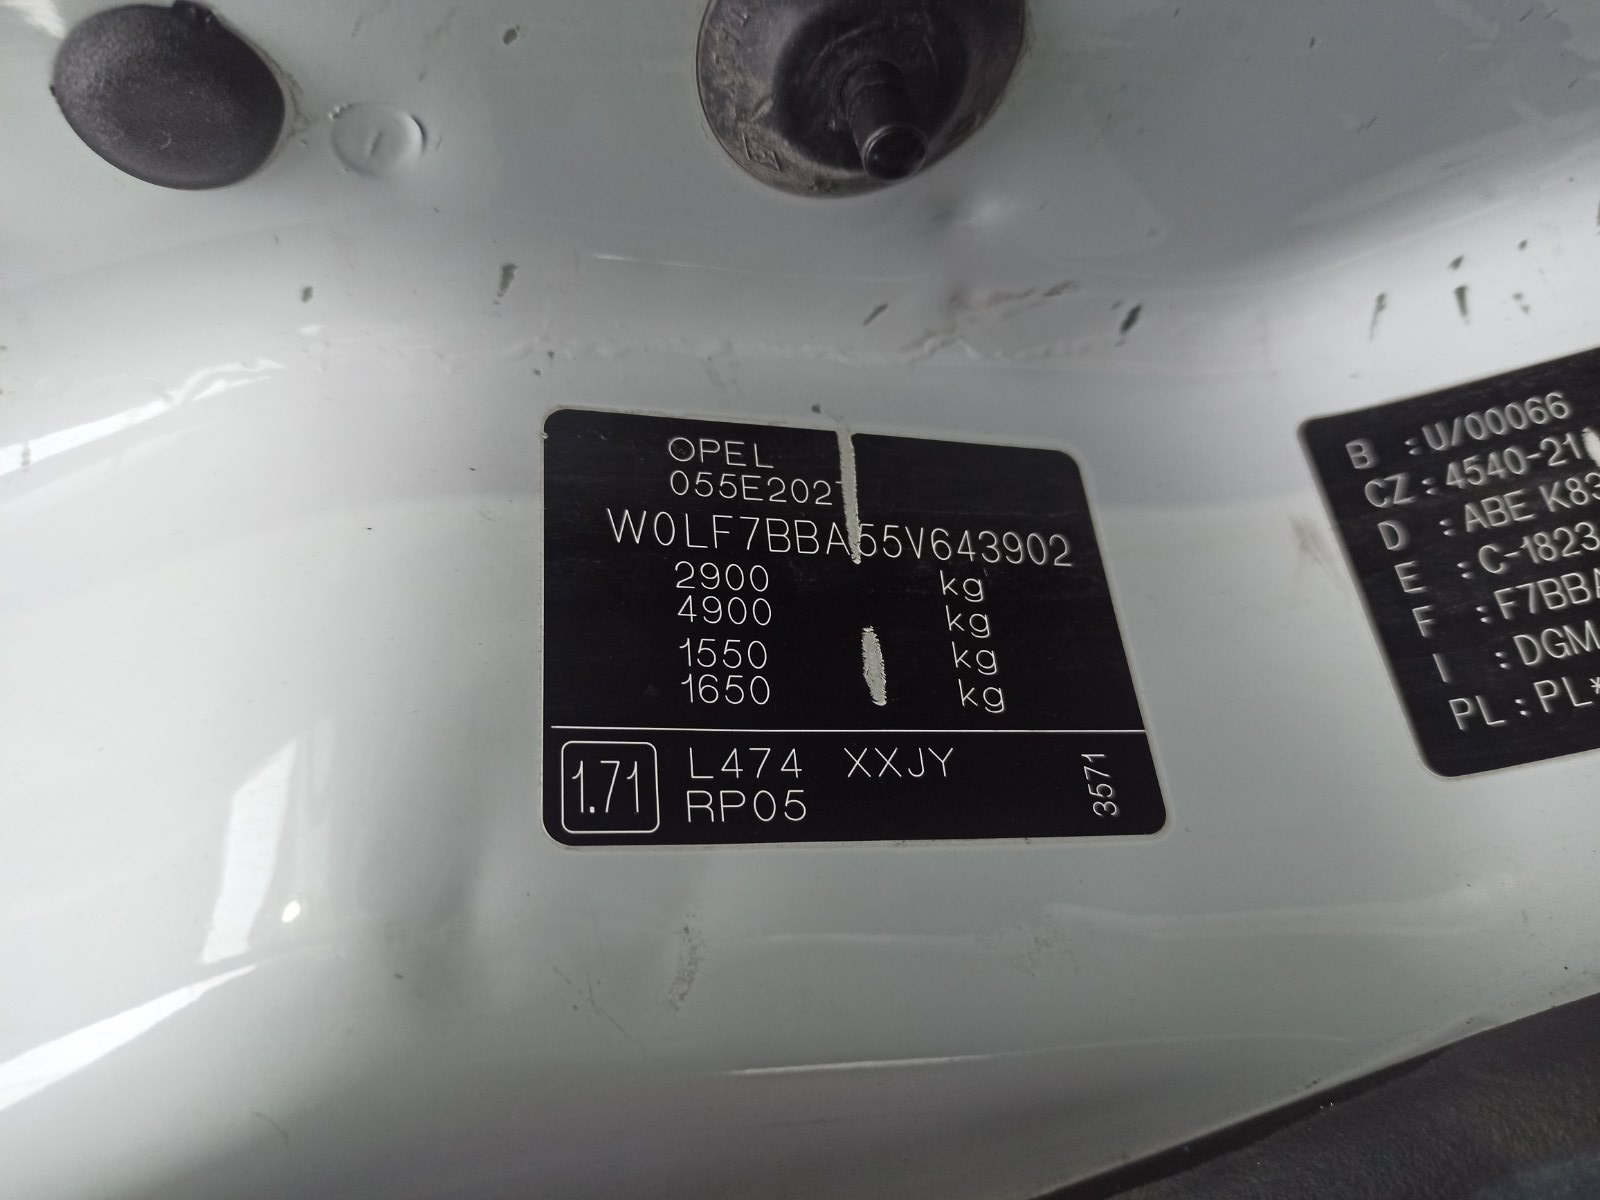 OPEL
055E202
W0LF7BBA55V643902
2900 kg
4900 kg
1550 kg
1650 kg
1.71
L474 XXJY
RP05
3571
B : U/00066
CZ : 4540-21
D : ABE K83
E : C-1823
F : F7BBA
I : DGM
PL : PL*